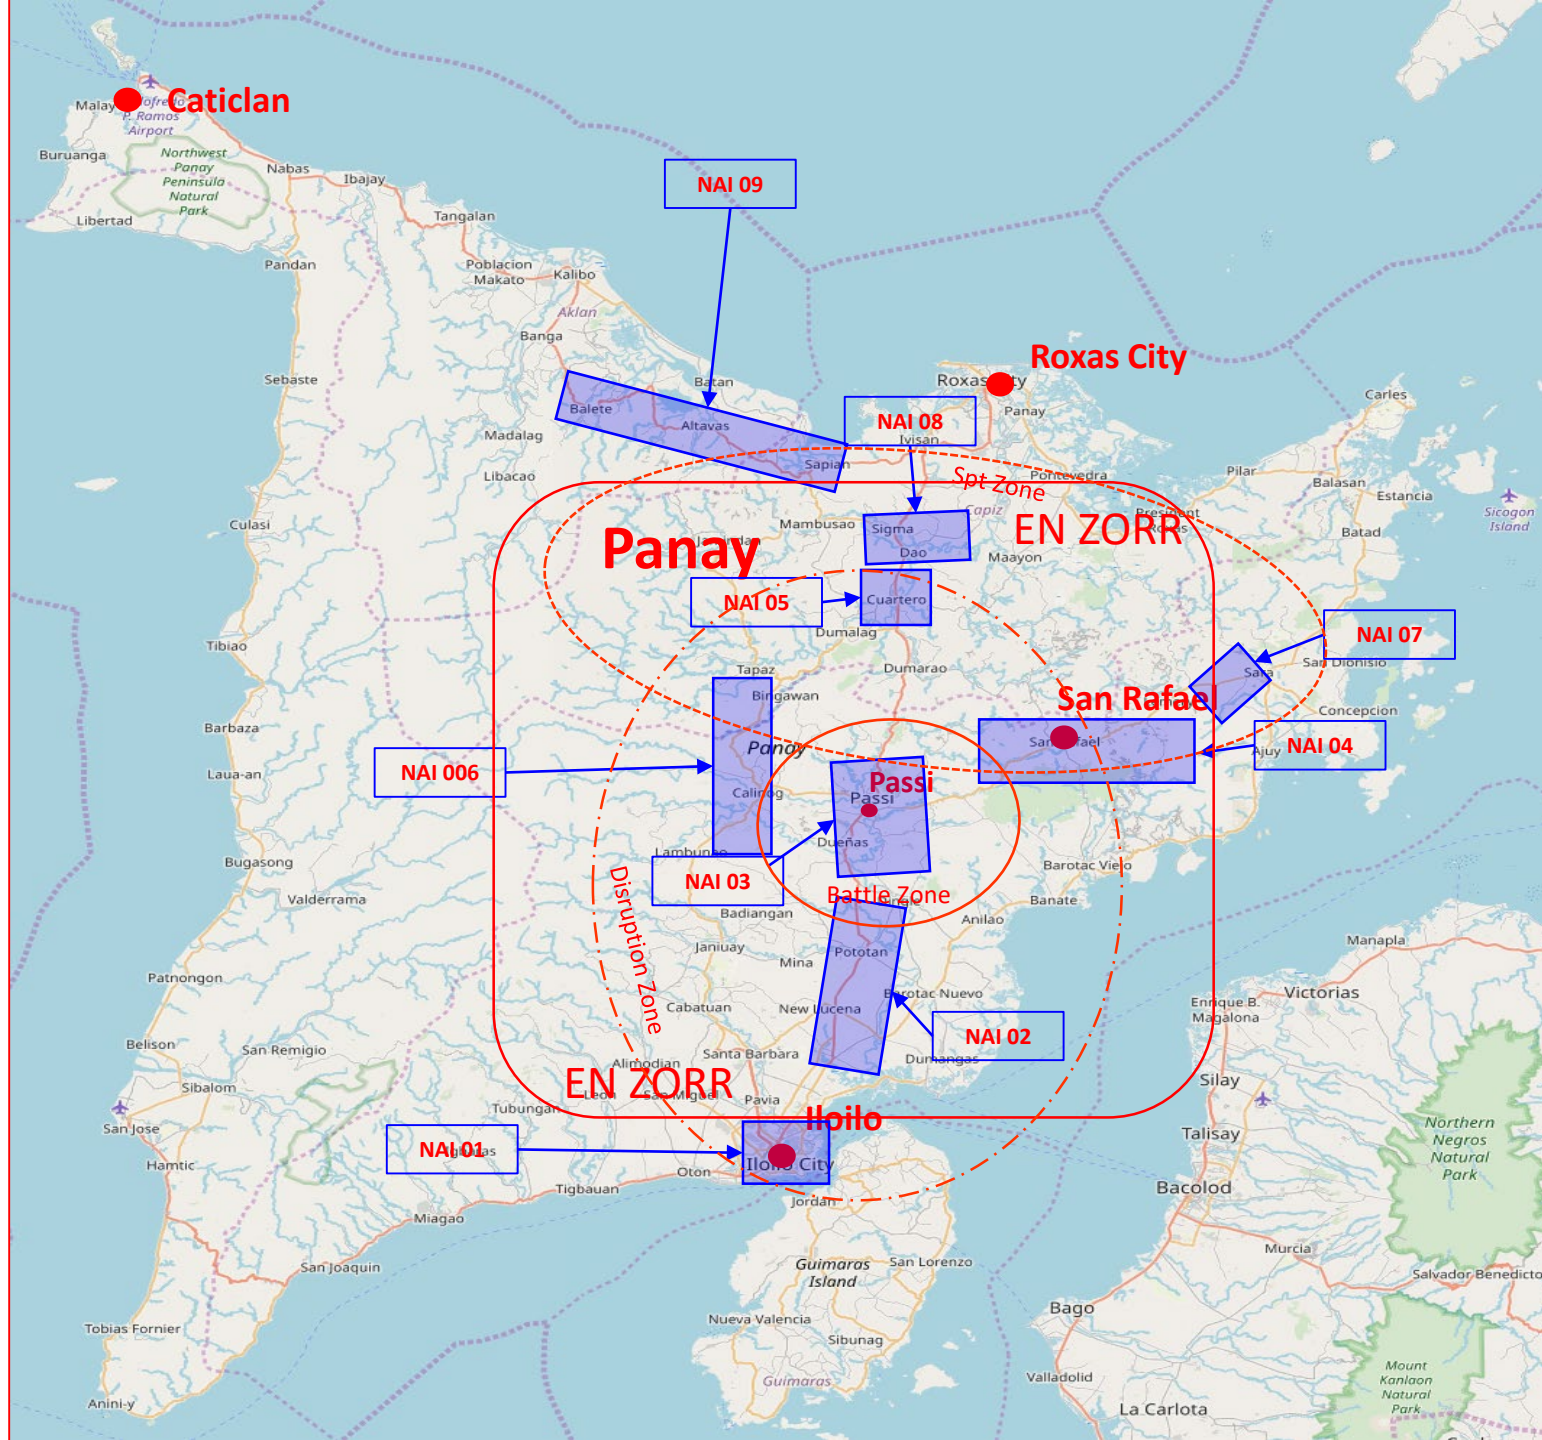 Caticlan
Malay
Godofredo
P. Ramos
Airport
Buruanga
Northwest
Panay
Peninsula
Natural
Park
Nabas
Ibajay
Libertad
Tangalan
Pandan
Poblacion
Makato
Kalibo
Aklan
Banga
NAI 09
Sebaste
Batan
Roxas City
Roxas City
Panay
Carles
Balete
Altavas
NAI 08
Ivisan
Madalag
Libacao
Sapian
Spt Zone
Pontevedra
Pilar
Balasan
Estancia
Sicogon
Island
Culasi
Mambusao
Sigma
Capiz
President
Roxas
EN ZORR
Batad
Panay
Dao
Maayon
NAI 05
Cuartero
Dumalag
NAI 07
San Dionisio
Tibiao
Tapaz
Dumarao
Sara
Bingawan
San Rafael
Concepcion
Barbaza
Panay
San Rafael
Ajuy
NAI 04
Laua-an
NAI 006
Calinog
Passi
Passi
Dueñas
Bugasong
Lambunao
Barotac Viejo
NAI 03
Battle Zone
Valderrama
Badiangan
Banate
Anilao
Disruption Zone
Janiuay
Pototan
Manapla
Mina
Patnongon
Cabatuan
New Lucena
Barotac Nuevo
Victorias
Enrique B.
Magalona
NAI 02
Belison
San Remigio
Santa Barbara
Dumangas
Alimodian
EN ZORR
Leon
San Miguel
Pavia
Silay
Sibalom
Tubungan
Iloilo
San Jose
Talisay
Northern
Negros
Natural
Park
NAI 01
Hamtic
Oton
Iloilo City
Tigbauan
Jordan
Bacolod
Miagao
San Joaquin
Guimaras
Island
San Lorenzo
Murcia
Salvador Benedicto
Tobias Fornier
Nueva Valencia
Sibunag
Bago
Guimaras
Valladolid
Mount
Kanlaon
Natural
Park
Anini-y
La Carlota